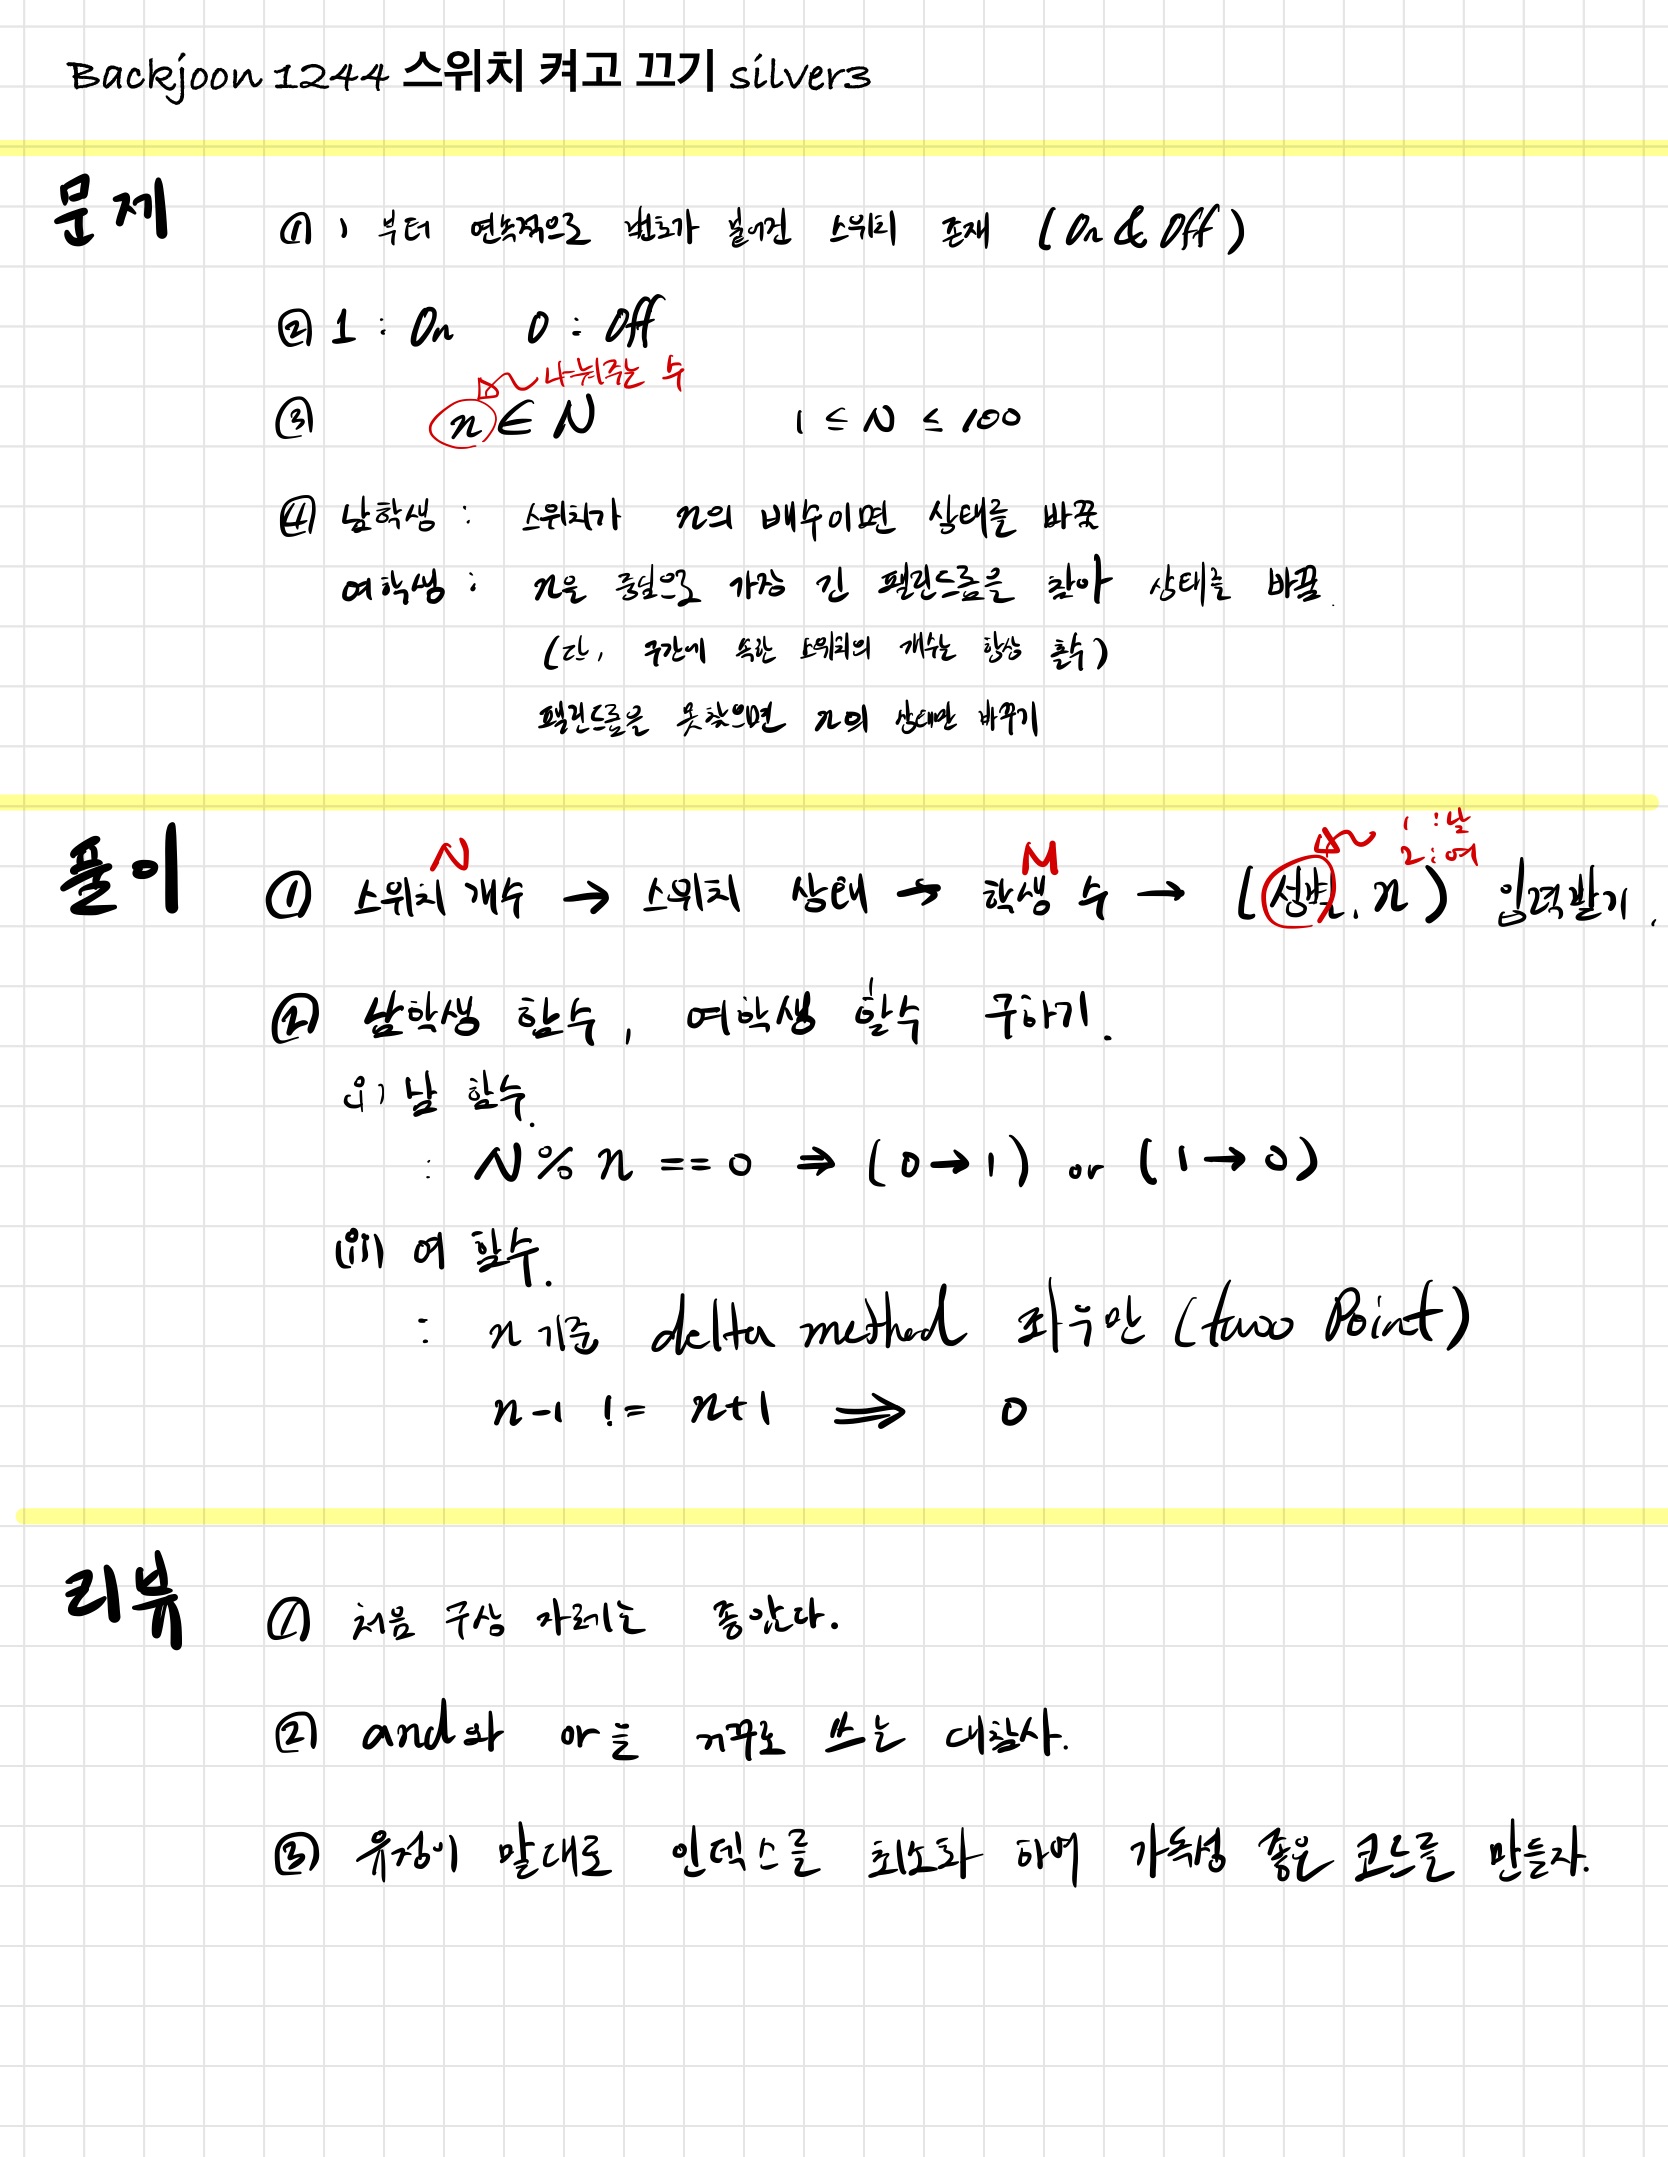 Backjoon 1244 스위치 켜고 끄기 silver3
문제
① 1 부터 연속적으로 번호가 붙어진 스위치 존재 (On & Off)
② 1 : On 0 : Off
나눠주는 수
③ n ∈ N 1 ≤ N ≤ 100
④ 남학생 : 스위치가 n의 배수이면 상태를 바꿈
여학생 : n을 중심으로 가장 긴 팰린드롬을 찾아 상태를 바꿈.
(단, 구간에 속한 스위치의 개수는 항상 홀수)
팰린드롬을 못찾으면 n의 상태만 바꾸기
풀이
N M 1 : 남
2 : 여
① 스위치 개수 → 스위치 상태 → 학생 수 → (성별, n) 입력받기.
② 남학생 함수, 여학생 함수 구하기.
(i) 남 함수.
: N % n == 0 ⇒ (0 → 1) or (1 → 0)
(ii) 여 함수.
: n 기준 delta method 좌우만 (two Point)
n-1 != n+1 ⟹ 0
리뷰
① 처음 구상 자체는 좋았다.
② and와 or를 거꾸로 쓰는 대참사.
③ 유정이 말대로 인덱스를 최소화 하여 가독성 좋은 코드를 만들자.